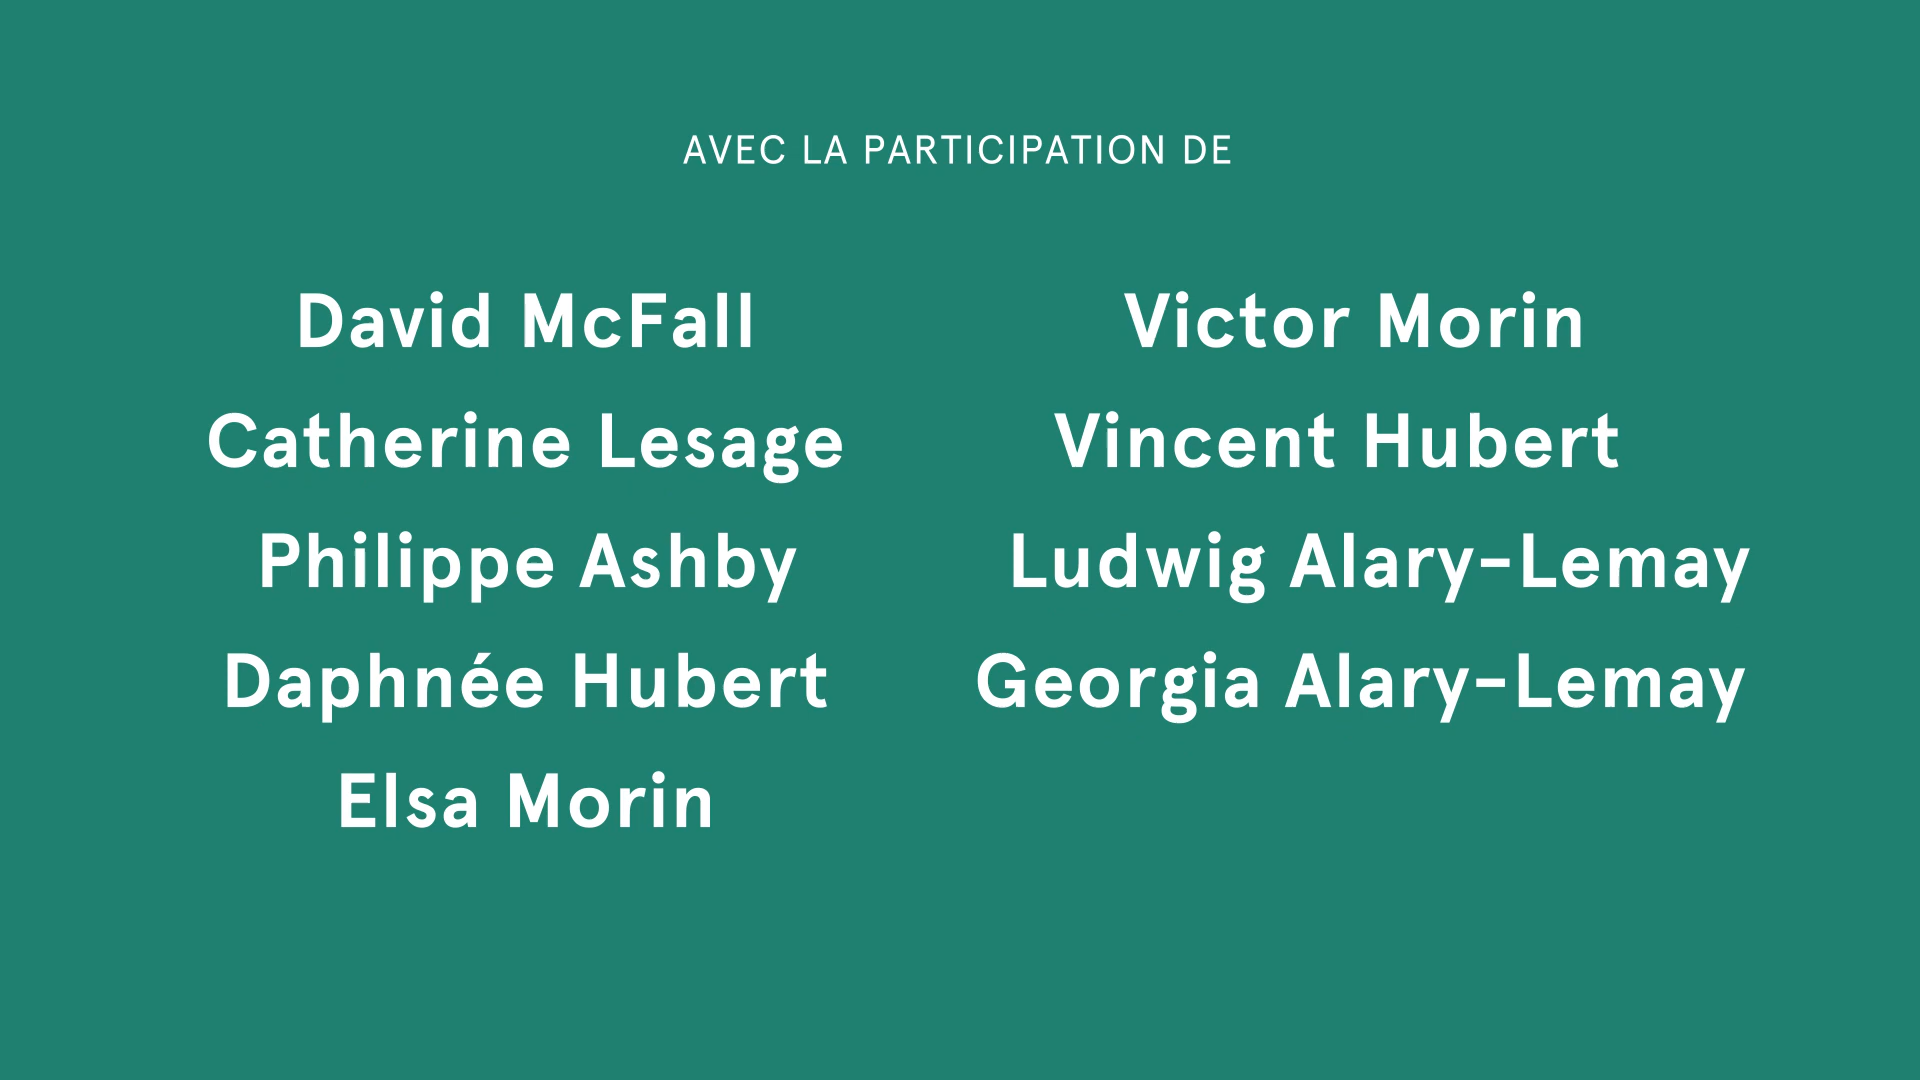 AVEC LA PARTICIPATION DE
David McFall
Catherine Lesage
Philippe Ashby
Daphnée Hubert
Elsa Morin
Victor Morin
Vincent Hubert
Ludwig Alary-Lemay
Georgia Alary-Lemay